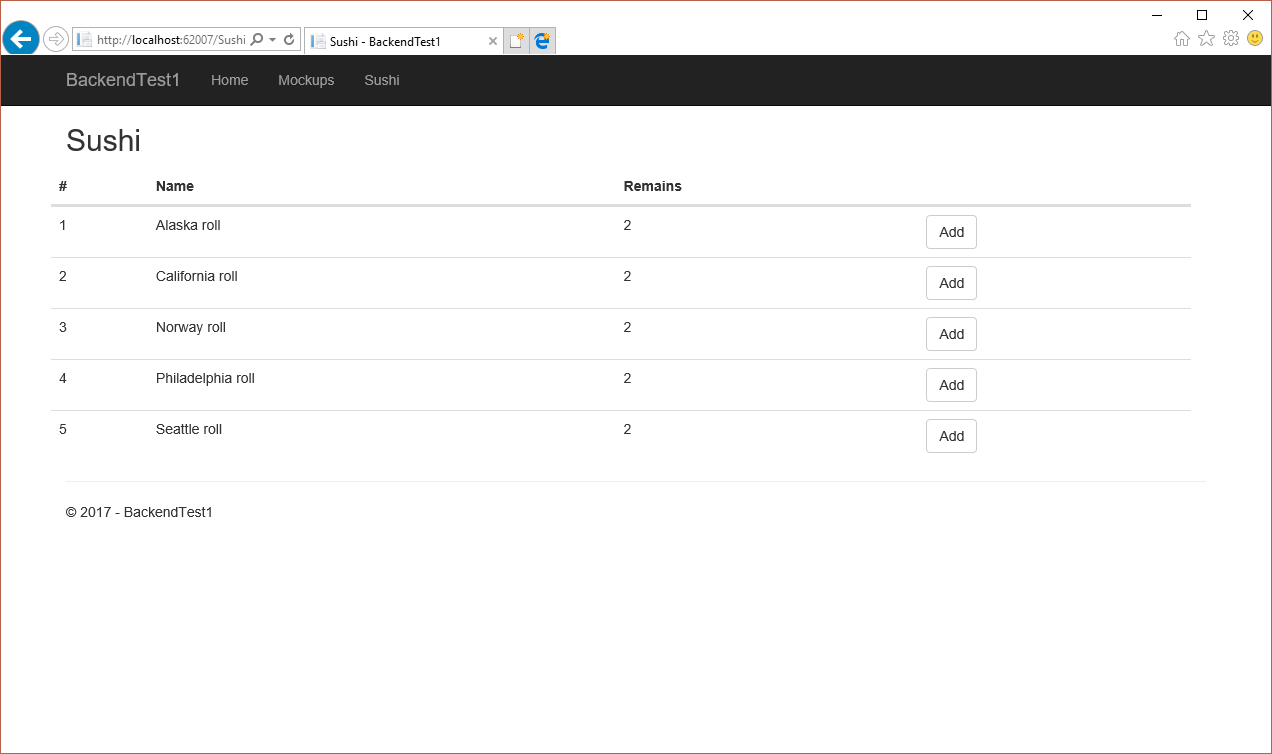 http://localhost:62007/Sushi
Sushi - BackendTest1
BackendTest1 Home Mockups Sushi
Sushi
# Name Remains
1 Alaska roll 2 Add
2 California roll 2 Add
3 Norway roll 2 Add
4 Philadelphia roll 2 Add
5 Seattle roll 2 Add
© 2017 - BackendTest1